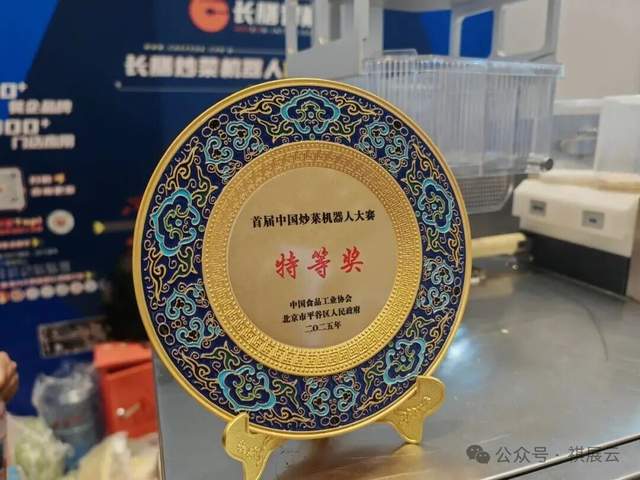 长膳
长膳炒菜机器人
首届中国炒菜机器人大赛
特等奖
中国食品工业协会
北京市平谷区人民政府
二〇二五年
公众号·祺展云